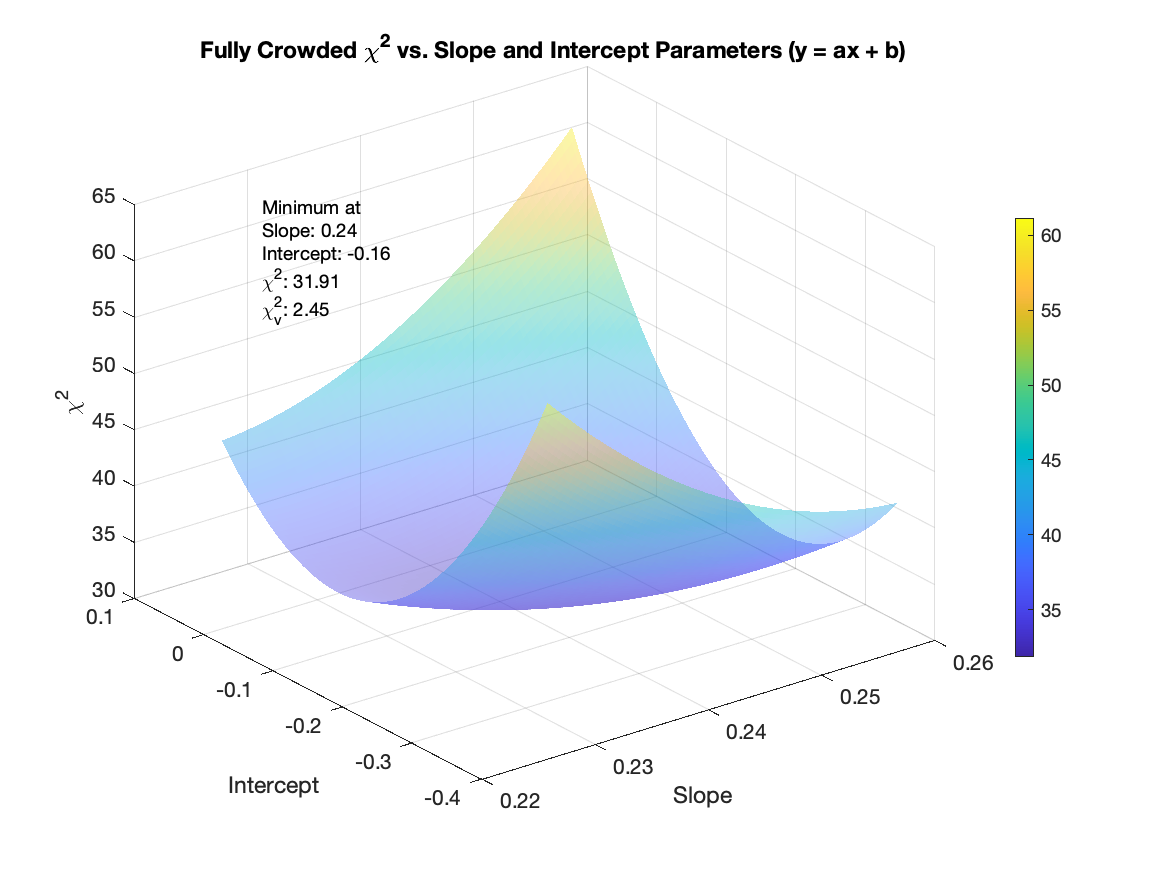 Fully Crowded χ² vs. Slope and Intercept Parameters (y = ax + b)
Minimum at
Slope: 0.24
Intercept: -0.16
χ²: 31.91
χ²ᵥ: 2.45
65
60
55
50
45
40
35
30
χ²
0.1
0
-0.1
-0.2
-0.3
-0.4
Intercept
0.22
0.23
0.24
0.25
0.26
Slope
60
55
50
45
40
35